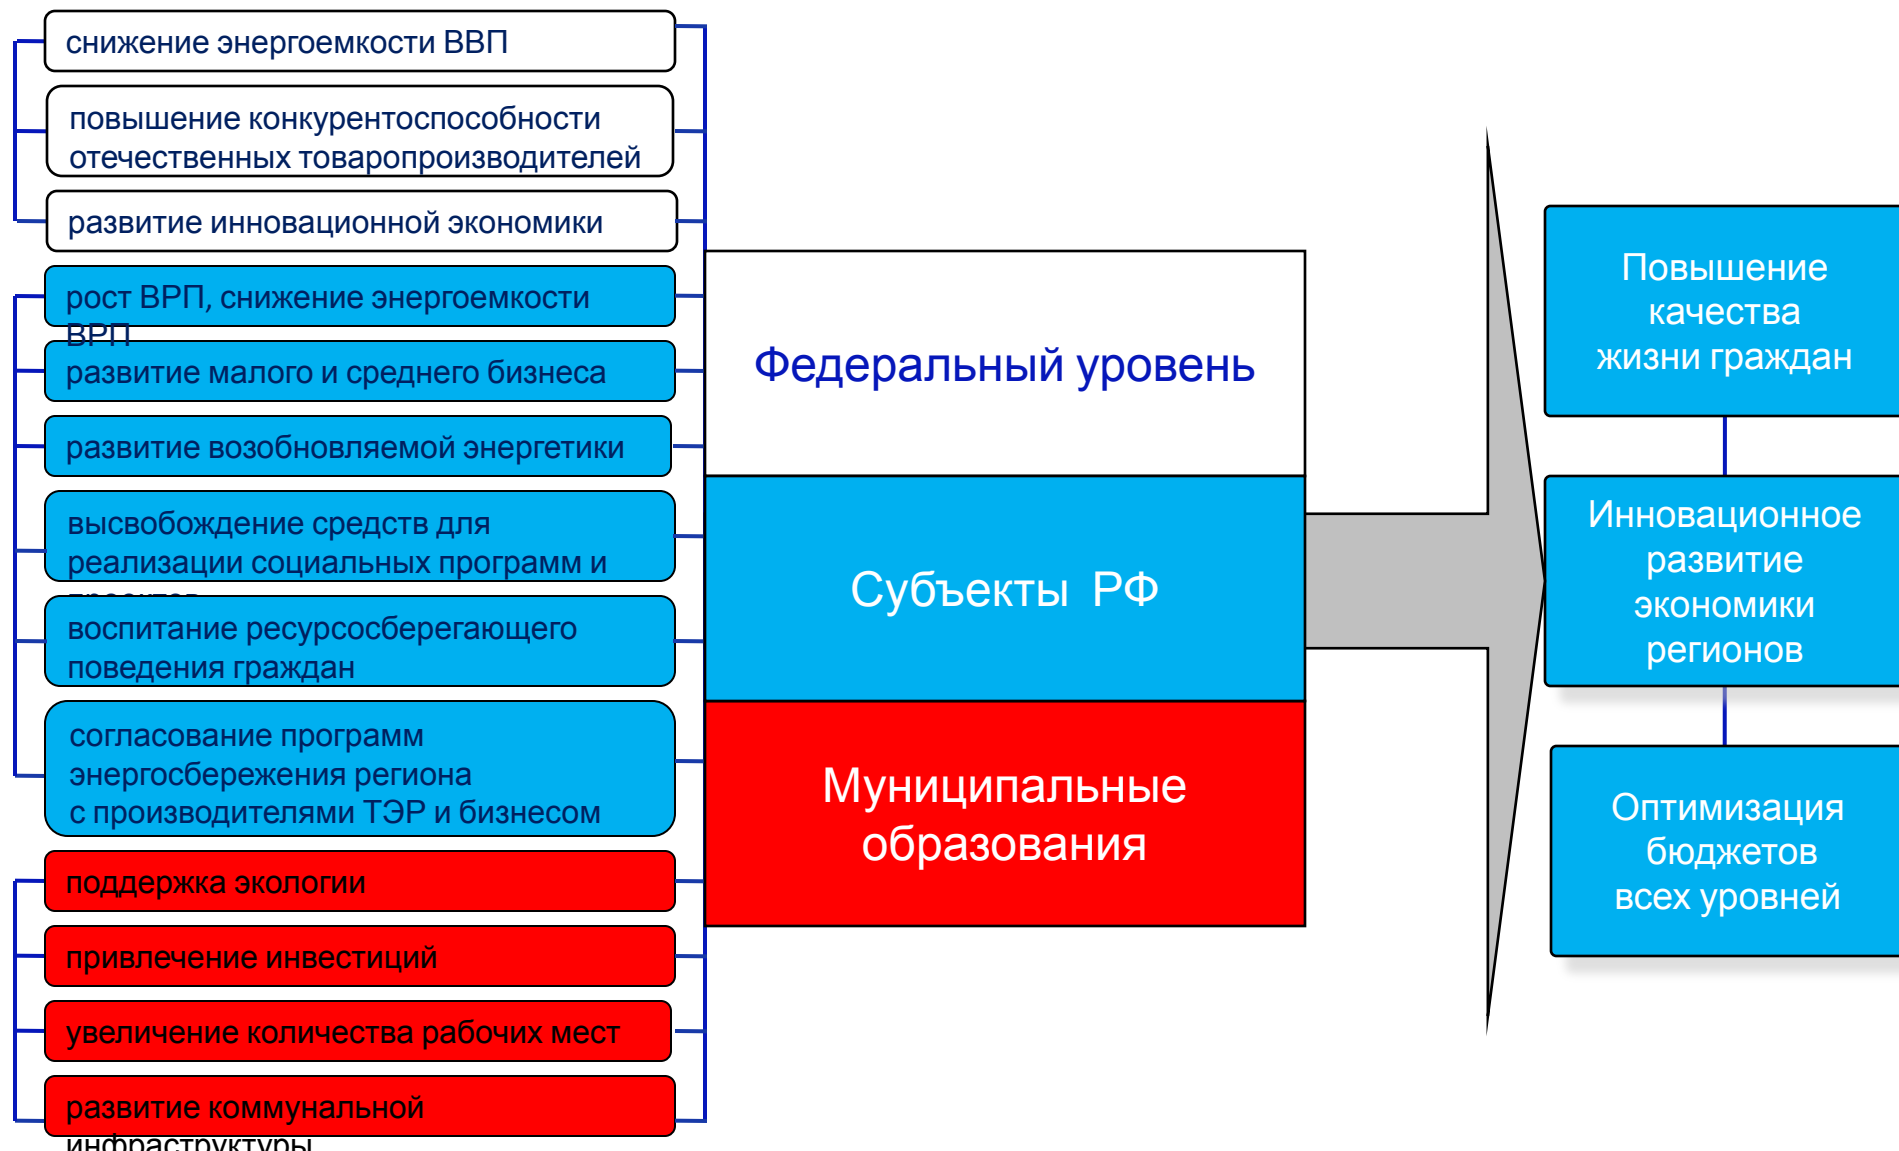 снижение энергоемкости ВВП
повышение конкурентоспособности
отечественных товаропроизводителей
развитие инновационной экономики
рост ВРП, снижение энергоемкости
ВРП
развитие малого и среднего бизнеса
развитие возобновляемой энергетики
высвобождение средств для
реализации социальных программ и
воспитание ресурсосберегающего
поведения граждан
согласование программ
энергосбережения региона
с производителями ТЭР и бизнесом
поддержка экологии
привлечение инвестиций
увеличение количества рабочих мест
развитие коммунальной
инфраструктуры
Федеральный уровень
Субъекты РФ
Муниципальные
образования
Повышение
качества
жизни граждан
Инновационное
развитие
экономики
регионов
Оптимизация
бюджетов
всех уровней